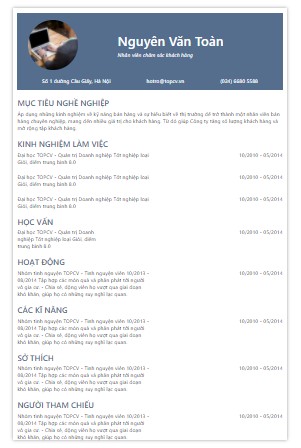 Nguyên Văn Toàn
Nhân viên chăm sóc khách hàng
Số 1 đường Cầu Giấy, Hà Nội hotro@topcv.vn (034) 6680 5588
MỤC TIÊU NGHỀ NGHIỆP
Áp dụng những kinh nghiệm về kỹ năng bán hàng và sự hiểu biết về thị trường để trở thành một nhân viên bán
hàng chuyên nghiệp, mang đến nhiều giá trị cho khách hàng. Từ đó giúp Công ty tăng số lượng khách hàng và
mở rộng tập khách hàng.
KINH NGHIỆM LÀM VIỆC
Đại học TOPCV - Quản trị Doanh nghiệp Tốt nghiệp loại 10/2010 - 05/2014
Giỏi, điểm trung bình 8.0
Đại học TOPCV - Quản trị Doanh nghiệp Tốt nghiệp loại 10/2010 - 05/2014
Giỏi, điểm trung bình 8.0
Đại học TOPCV - Quản trị Doanh nghiệp Tốt nghiệp loại 10/2010 - 05/2014
Giỏi, điểm trung bình 8.0
HỌC VẤN
Đại học TOPCV - Quản trị Doanh 10/2010 - 05/2014
nghiệp Tốt nghiệp loại Giỏi, điểm
trung bình 8.0
HOẠT ĐỘNG
Nhóm tình nguyện TOPCV - Tình nguyện viên 10/2013 - 10/2010 - 05/2014
08/2014 Tập hợp các món quà và phân phát tới người
vô gia cư. - Chia sẻ, động viên họ vượt qua giai đoạn
khó khăn, giúp họ có những suy nghĩ lạc quan.
CÁC KĨ NĂNG
Nhóm tình nguyện TOPCV - Tình nguyện viên 10/2013 - 10/2010 - 05/2014
08/2014 Tập hợp các món quà và phân phát tới người
vô gia cư. - Chia sẻ, động viên họ vượt qua giai đoạn
khó khăn, giúp họ có những suy nghĩ lạc quan.
SỞ THÍCH
Nhóm tình nguyện TOPCV - Tình nguyện viên 10/2013 - 10/2010 - 05/2014
08/2014 Tập hợp các món quà và phân phát tới người
vô gia cư. - Chia sẻ, động viên họ vượt qua giai đoạn
khó khăn, giúp họ có những suy nghĩ lạc quan.
NGƯỜI THAM CHIẾU
Nhóm tình nguyện TOPCV - Tình nguyện viên 10/2013 - 10/2010 - 05/2014
08/2014 Tập hợp các món quà và phân phát tới người
vô gia cư. - Chia sẻ, động viên họ vượt qua giai đoạn
khó khăn, giúp họ có những suy nghĩ lạc quan.